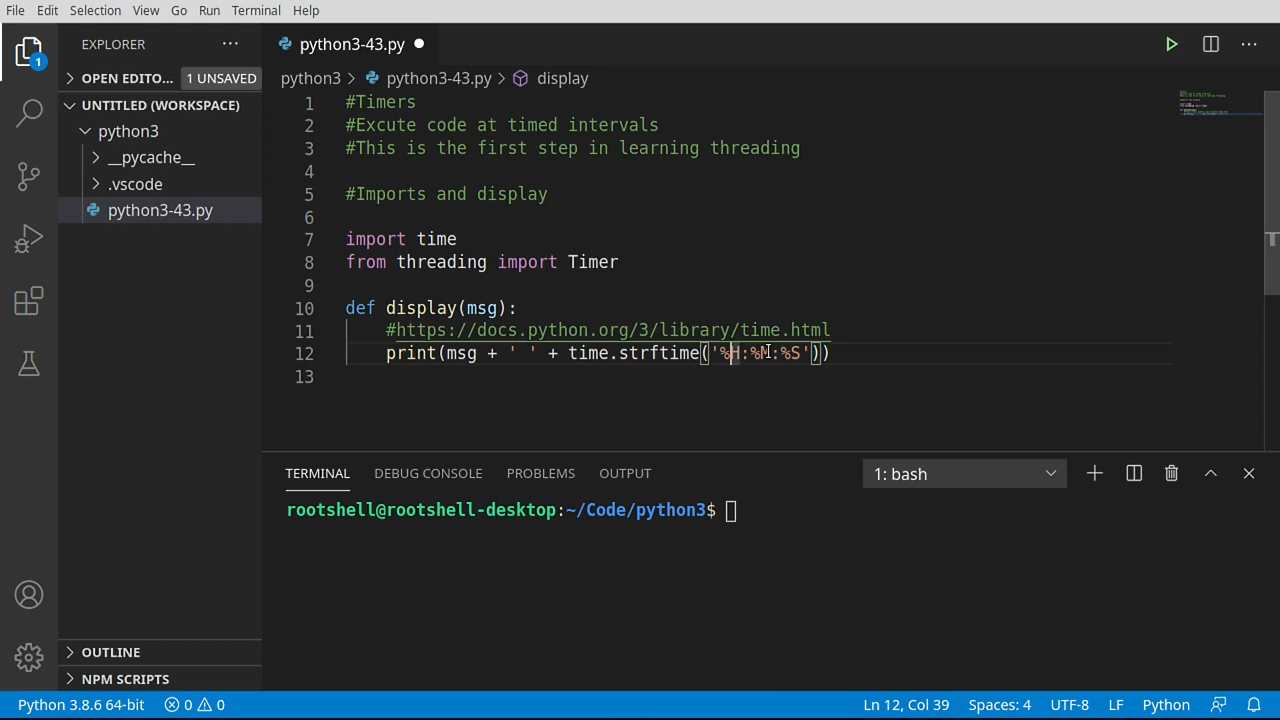 File Edit Selection View Go Run Terminal Help
EXPLORER
python3-43.py
1
OPEN EDITO... 1 UNSAVED
python3 > python3-43.py > display
UNTITLED (WORKSPACE)
python3
__pycache__
.vscode
python3-43.py
1 #Timers
2 #Excute code at timed intervals
3 #This is the first step in learning threading
4
5 #Imports and display
6
7 import time
8 from threading import Timer
9
10 def display(msg):
11 #https://docs.python.org/3/library/time.html
12 print(msg + ' ' + time.strftime('%H:%M:%S'))
13
TERMINAL DEBUG CONSOLE PROBLEMS OUTPUT 1: bash
rootshell@rootshell-desktop:~/Code/python3$
OUTLINE
NPM SCRIPTS
Python 3.8.6 64-bit 0 0 Ln 12, Col 39 Spaces: 4 UTF-8 LF Python